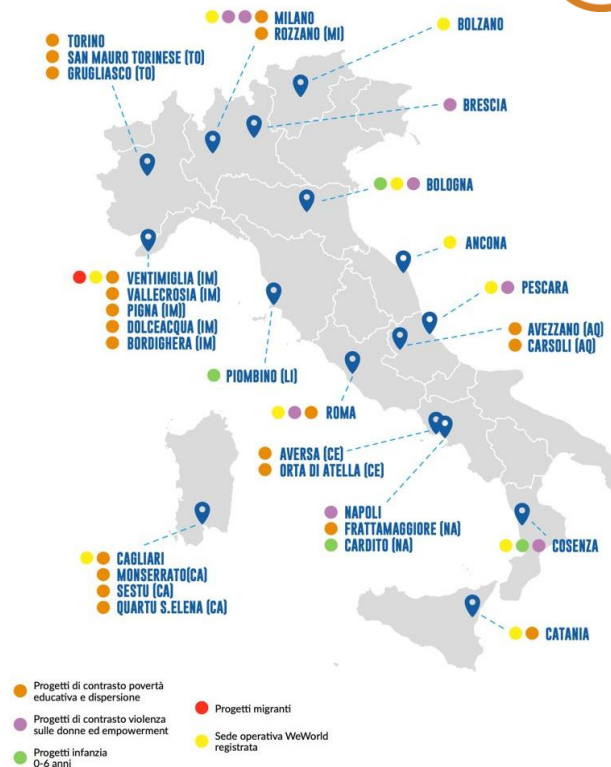 MILANO
ROZZANO (MI)
BOLZANO
TORINO
SAN MAURO TORINESE (TO)
GRUGLIASCO (TO)
BRESCIA
BOLOGNA
ANCONA
VENTIMIGLIA (IM)
VALLECROSIA (IM)
PIGNA (IM))
DOLCEACQUA (IM)
BORDIGHERA (IM)
PESCARA
AVEZZANO (AQ)
CARSOLI (AQ)
PIOMBINO (LI)
ROMA
AVERSA (CE)
ORTA DI ATELLA (CE)
NAPOLI
FRATTAMAGGIORE (NA)
CARDITO (NA)
COSENZA
CAGLIARI
MONSERRATO(CA)
SESTU (CA)
QUARTU S.ELENA (CA)
CATANIA
Progetti di contrasto povertà
educativa e dispersione
Progetti di contrasto violenza
sulle donne ed empowerment
Progetti infanzia
0-6 anni
Progetti migranti
Sede operativa WeWorld
registrata